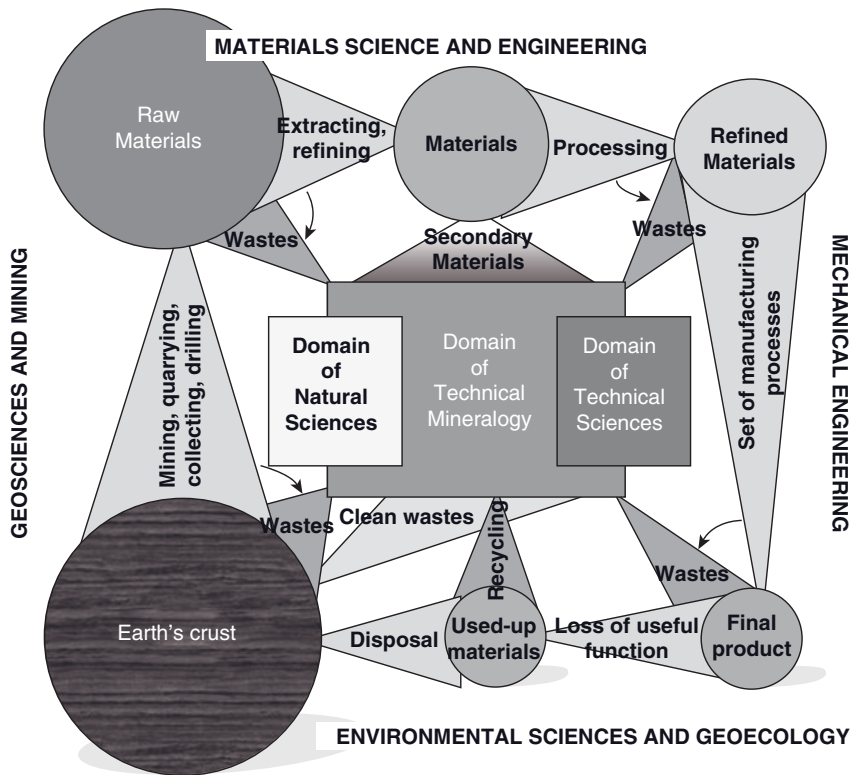 MATERIALS SCIENCE AND ENGINEERING
Raw
Materials
Extracting,
refining
Materials
Processing
Refined
Materials
Wastes
Secondary
Materials
Wastes
GEOSCIENCES AND MINING
Mining, quarrying,
collecting, drilling
Domain
of
Natural
Sciences
Domain
of
Technical
Mineralogy
Domain
of
Technical
Sciences
Set of manufacturing
processes
MECHANICAL ENGINEERING
Wastes
Clean wastes
Recycling
Wastes
Earth's crust
Disposal
Used-up
materials
Loss of useful
function
Final
product
ENVIRONMENTAL SCIENCES AND GEOECOLOGY